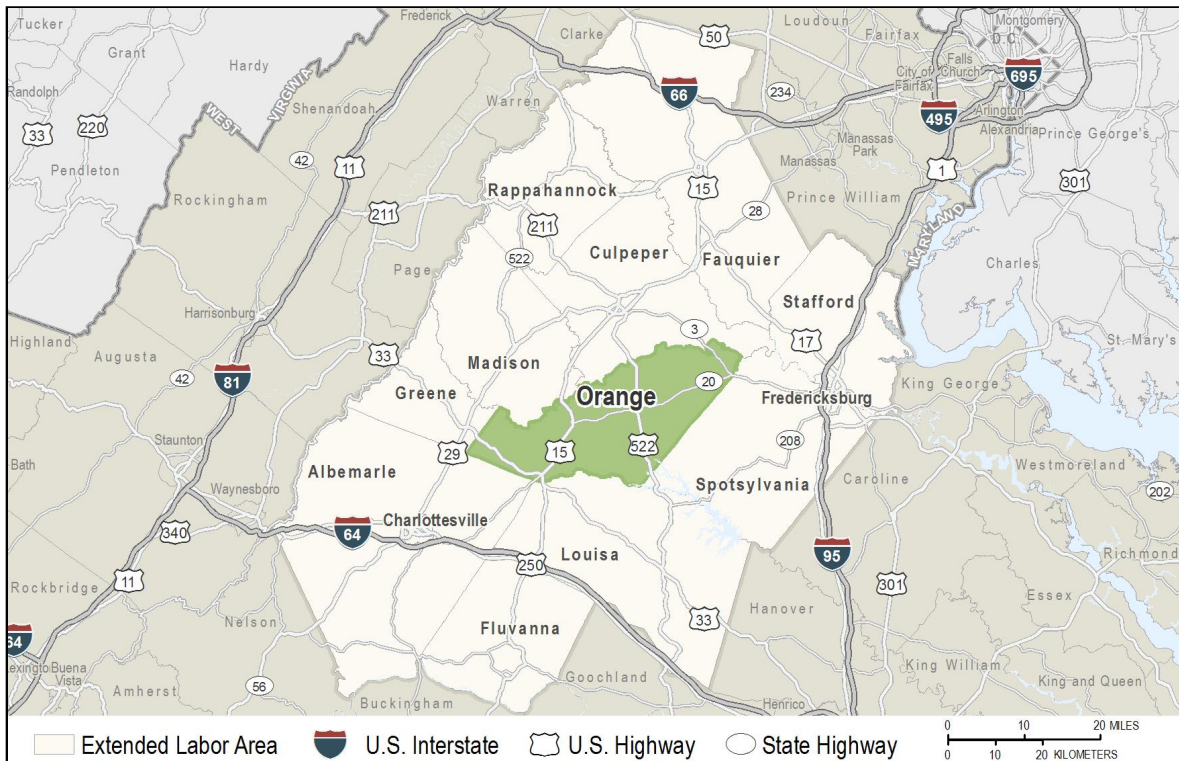 Tucker
Grant
Hardy
Frederick
Clarke
Loudoun
Fairfax
Montgomery
D C
Falls
Church
City of
Fairfax
Arlington
Alexandria
Prince George's
50
66
234
495
695
Randolph
33
220
Pendleton
WEST
VIRGINIA
Shenandoah
Warren
Manassas
Park
Manassas
Prince William
1
301
MARYLAND
42
11
Rockingham
211
Page
Rappahannock
211
522
15
28
Culpeper
Fauquier
Stafford
Charles
St. Mary's
Harrisonburg
Highland
Augusta
42
81
33
Madison
Greene
3
17
20
Orange
Fredericksburg
King George
208
Staunton
Bath
Waynesboro
29
15
522
Albemarle
Spotsylvania
Caroline
Westmoreland
202
Charlottesville
340
64
Louisa
95
Richmond
Rockbridge
11
250
301
Essex
Hanover
Nelson
33
64
Fluvanna
Lexingto
Buena
Vista
Amherst
56
Goochland
Buckingham
Henrico
King William
King and Queen
Extended Labor Area
U.S. Interstate
U.S. Highway
State Highway
0 10 20 MILES
0 10 20 KILOMETERS